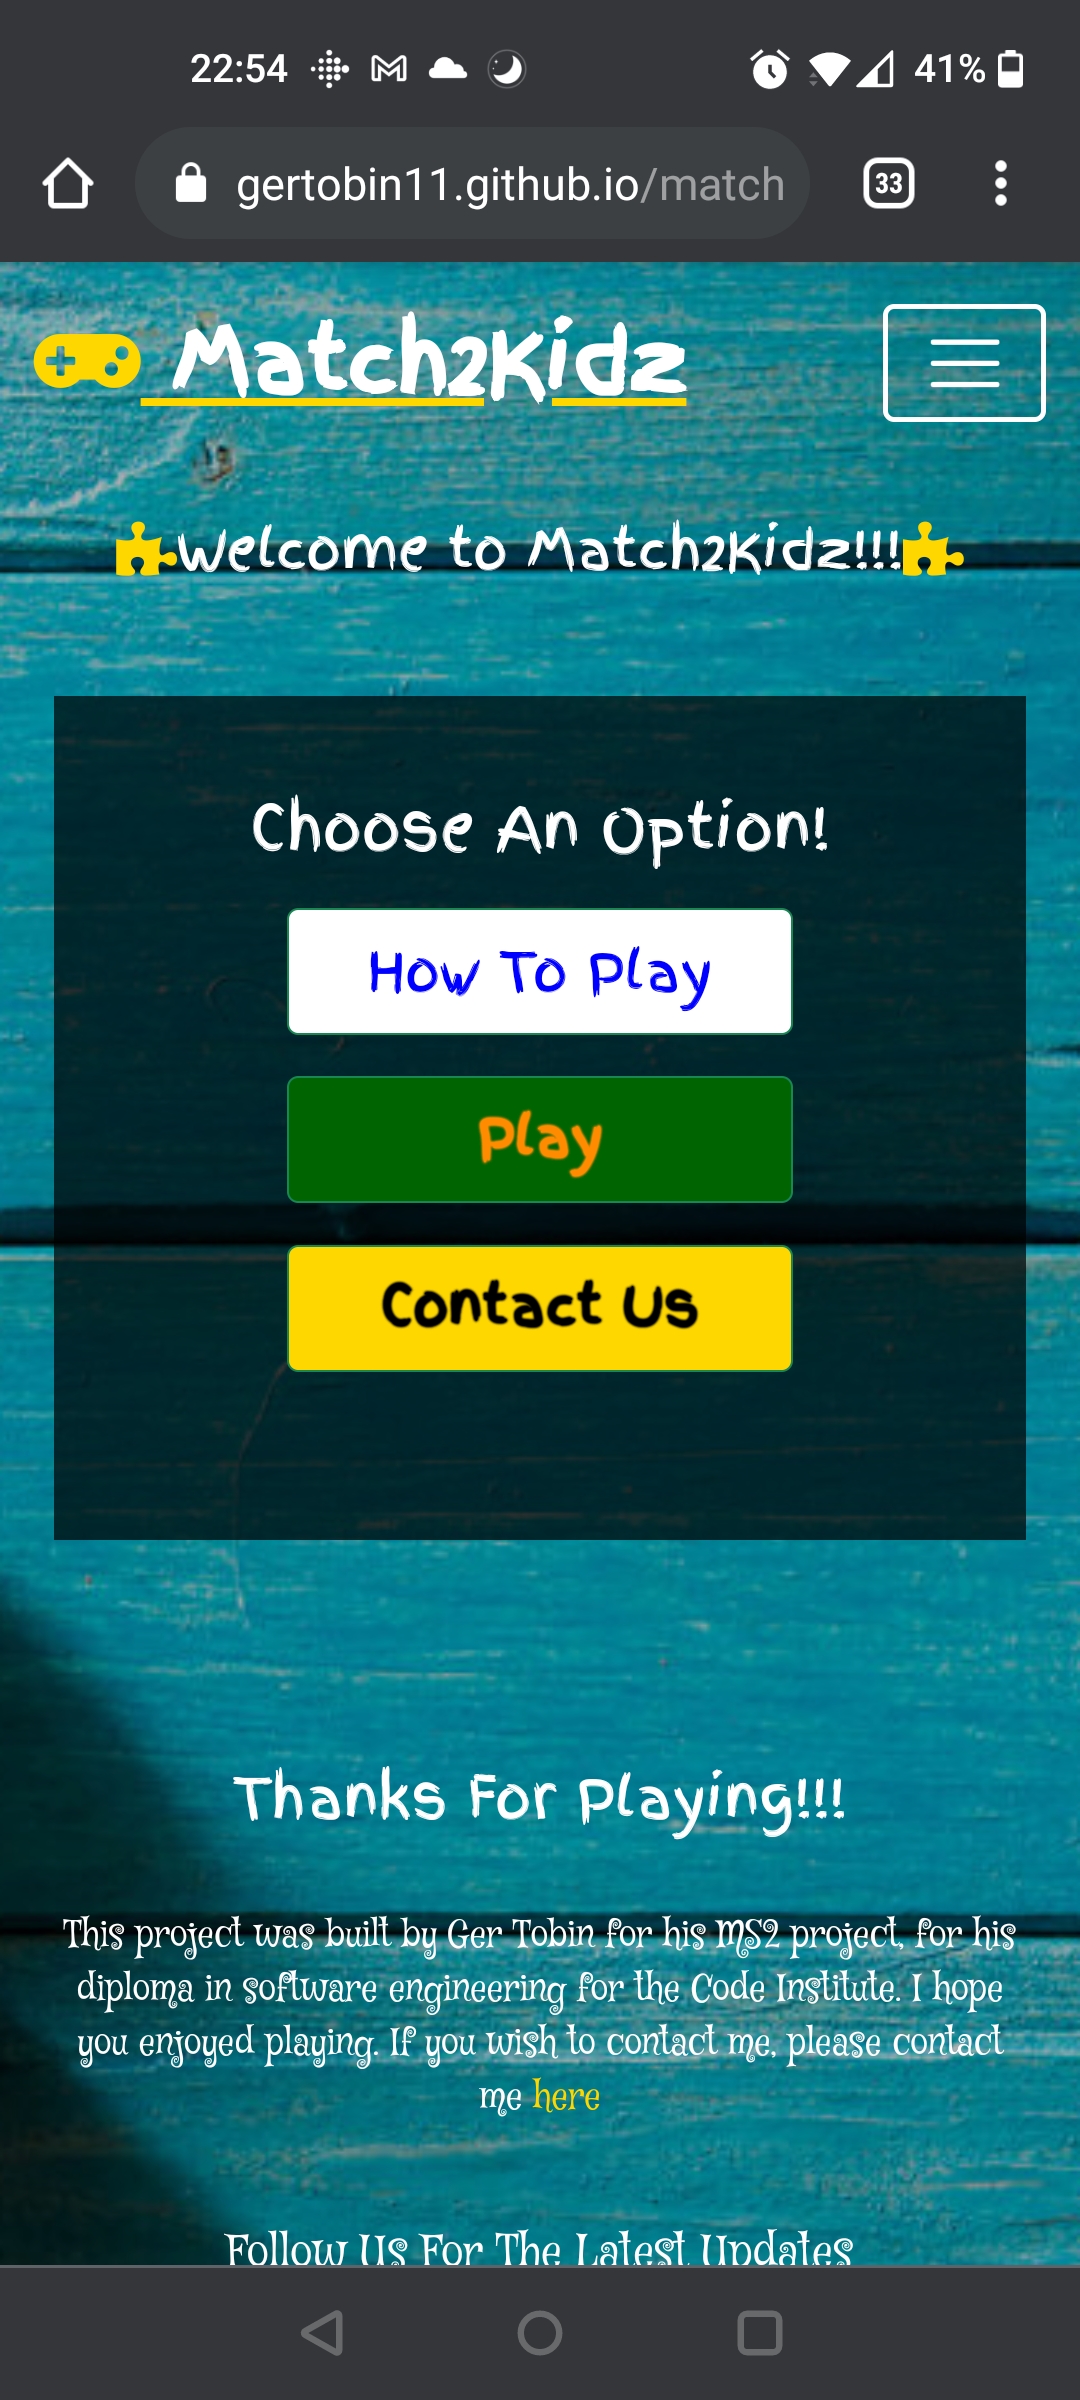 22:54
41%
gertobin11.github.io/match
33
Match2Kidz
Welcome to Match2Kidz!!!
Choose An Option!
How To Play
Play
Contact Us
Thanks For Playing!!!
This project was built by Ger Tobin for his MS2 project, for his
diploma in software engineering for the Code Institute. I hope
you enjoyed playing. If you wish to contact me, please contact
me here
Follow Us For The Latest Updates